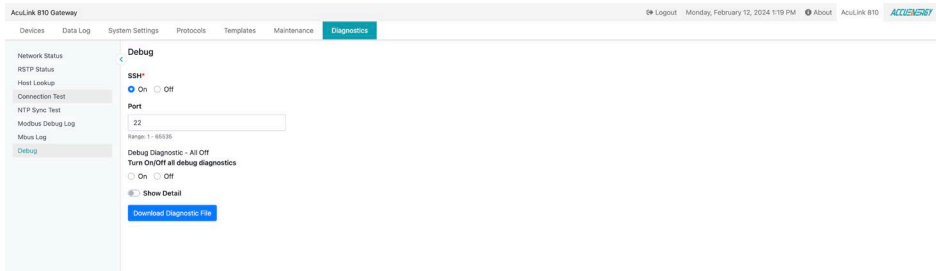 AcuLink 810 Gateway
Logout Monday, February 12, 2024 1:19 PM About AcuLink 810 ACCUENERGY
Devices Data Log System Settings Protocols Templates Maintenance Diagnostics
Network Status
RSTP Status
Host Lookup
Connection Test
NTP Sync Test
Modbus Debug Log
Mbus Log
Debug
Debug
SSH*
On Off
Port
22
Range: 1 - 65535
Debug Diagnostic - All Off
Turn On/Off all debug diagnostics
On Off
Show Detail
Download Diagnostic File